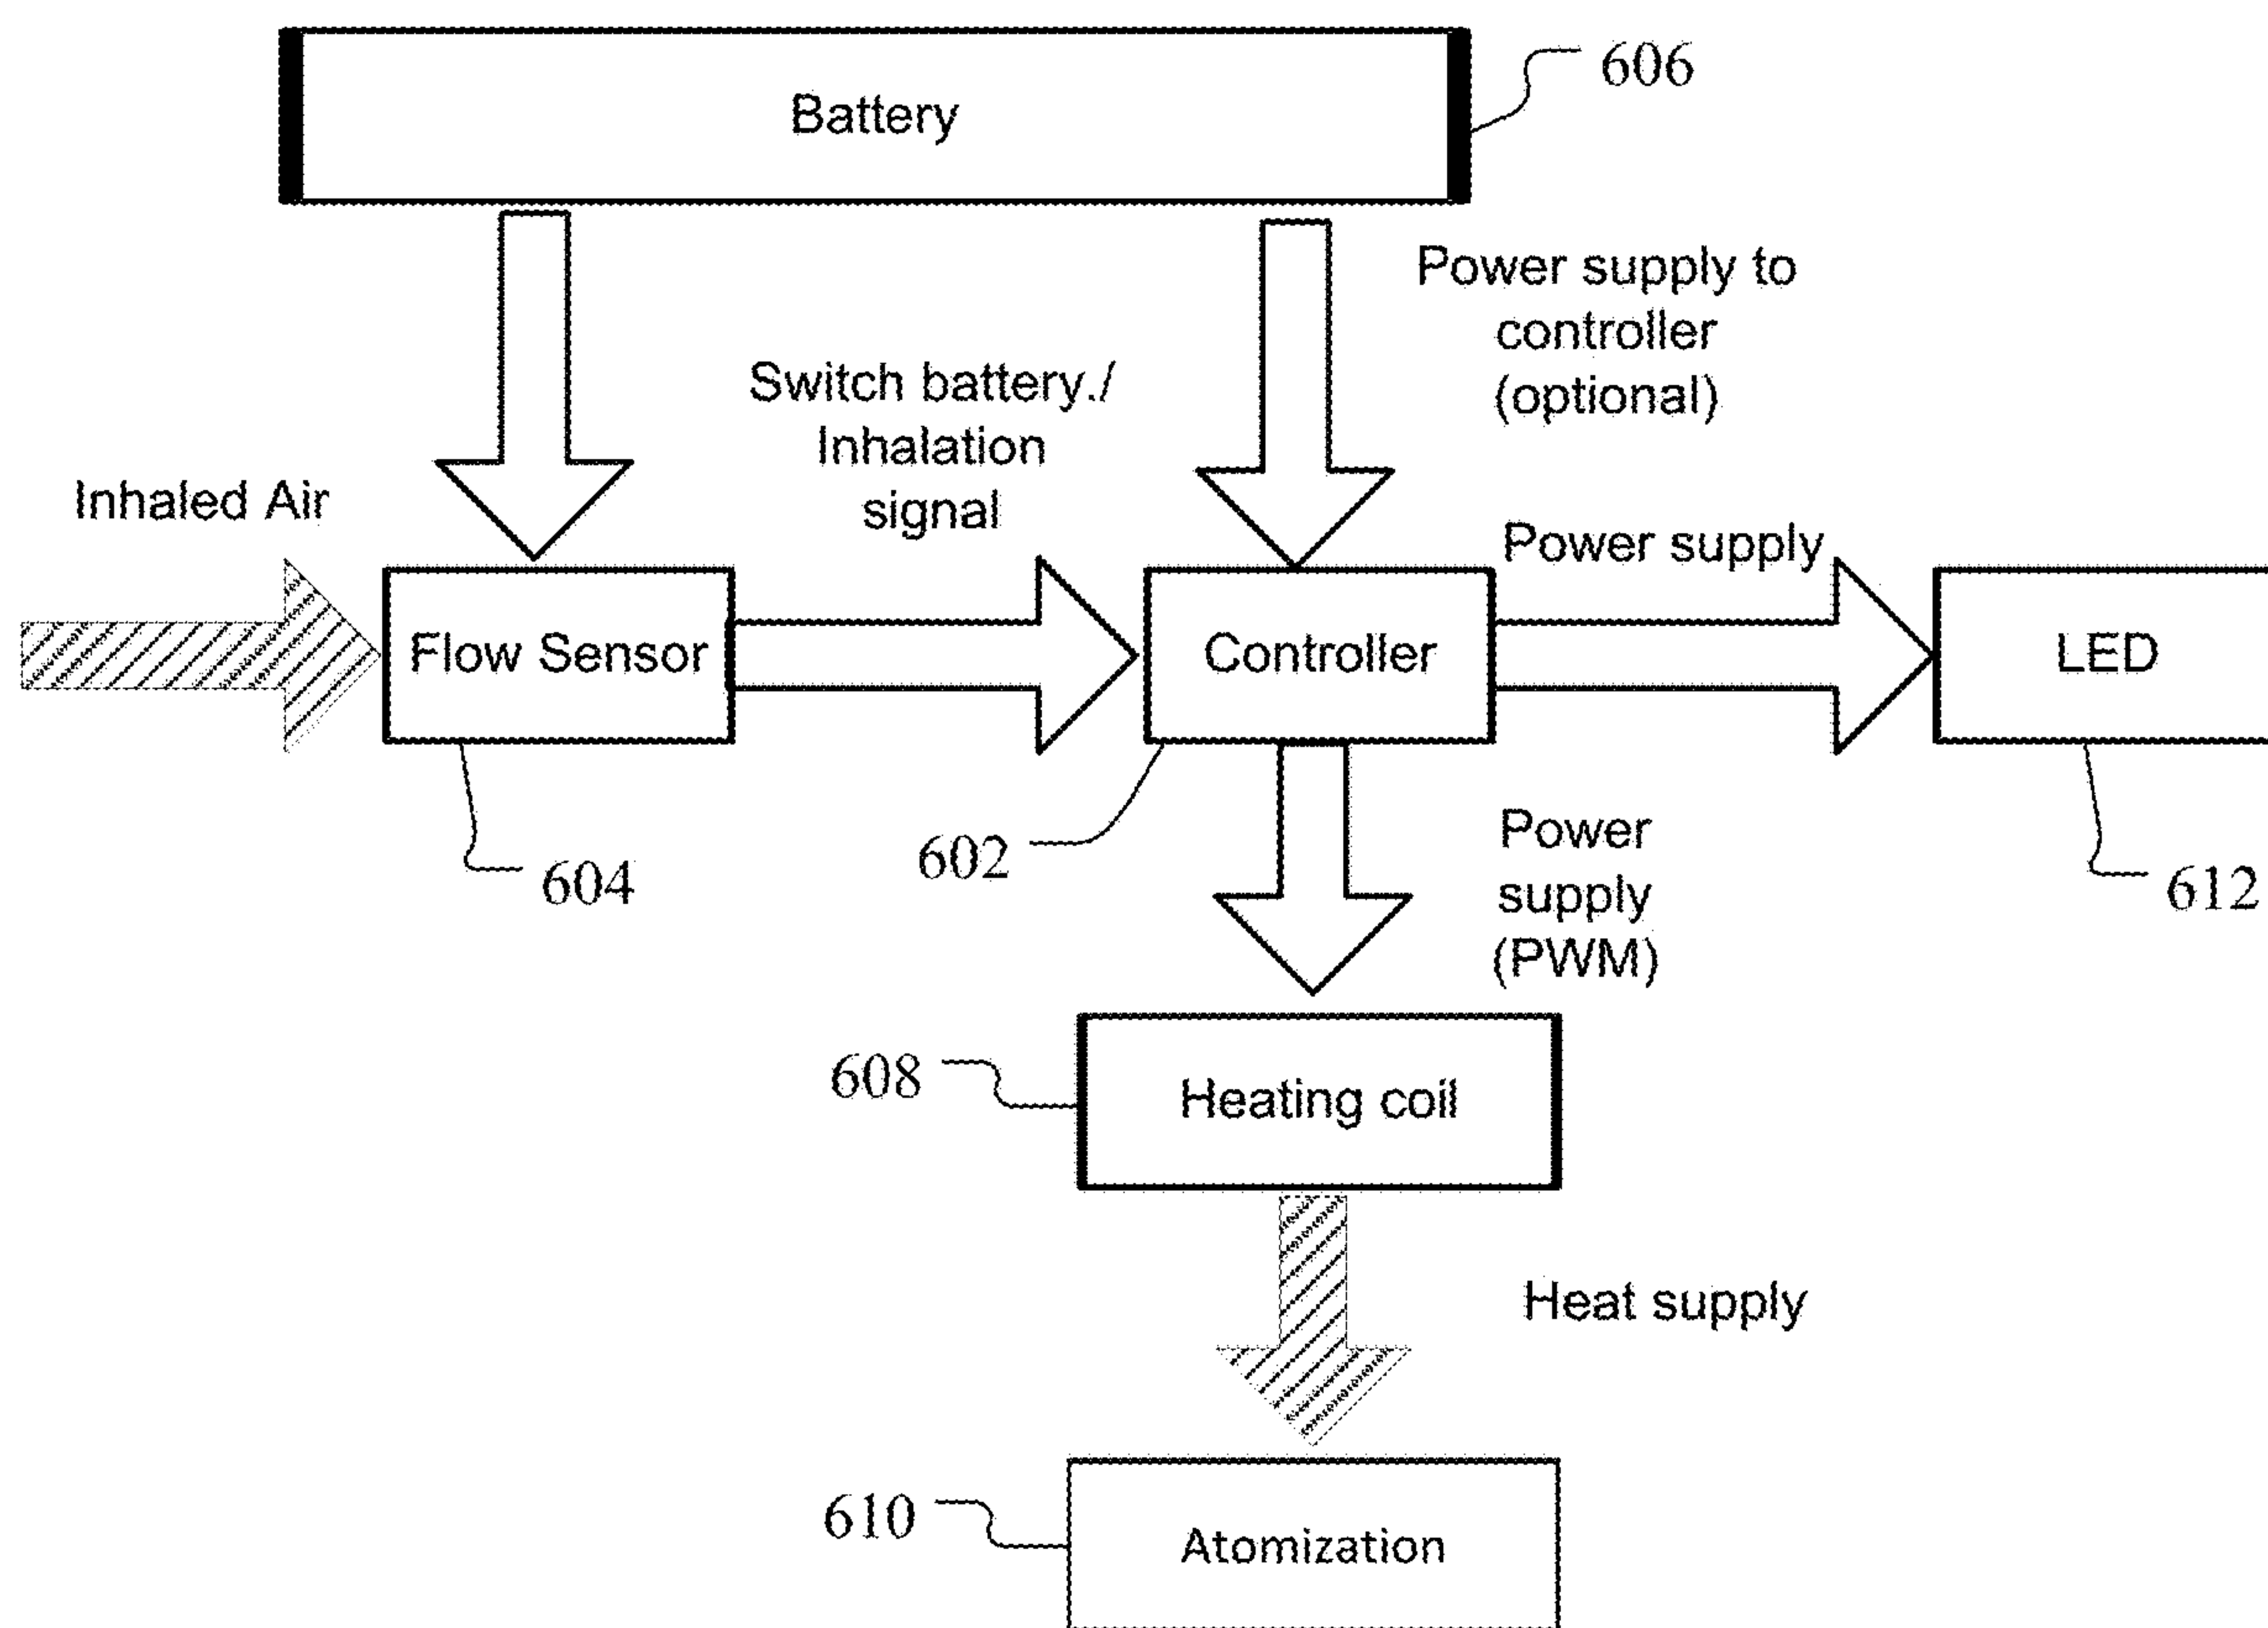 Battery
606
Power supply to
controller
(optional)
Switch battery./
Inhalation
signal
Inhaled Air
Power supply
Flow Sensor
Controller
LED
604
602
Power
supply
(PWM)
612
608
Heating coil
Heat supply
610
Atomization